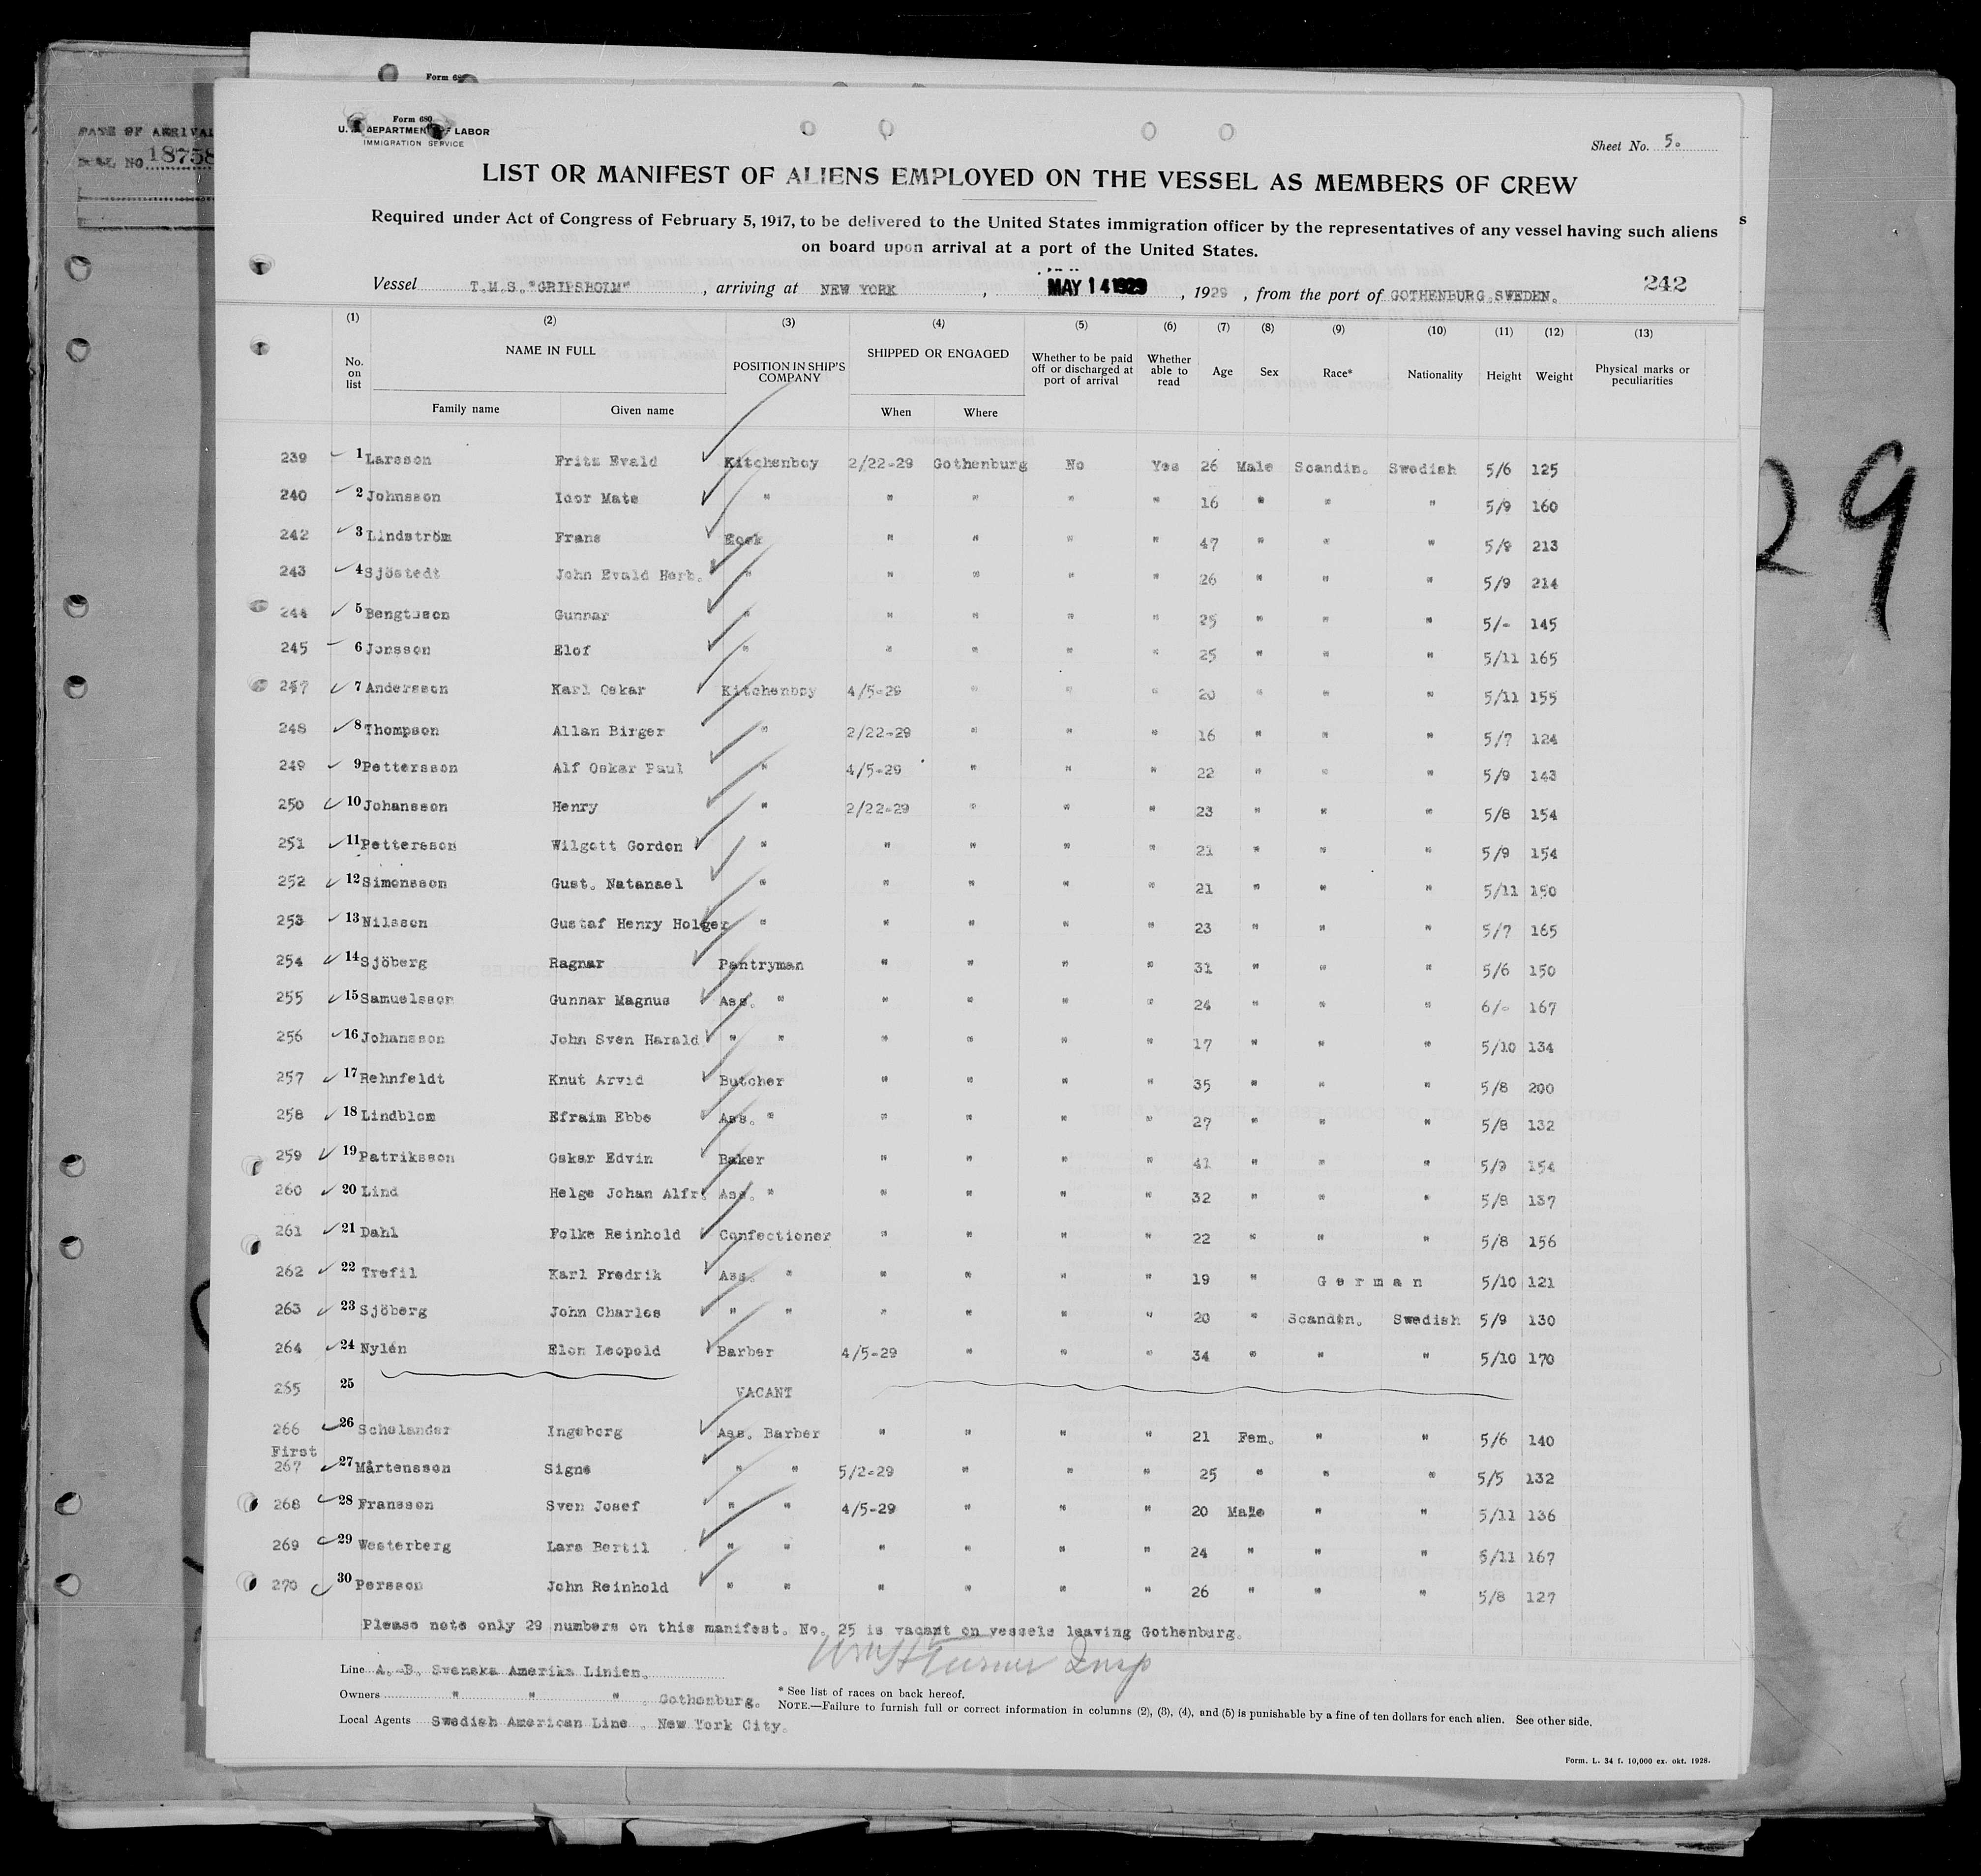 Form 68
DATE OF ARRIVAL
NO. 18758
Form 680
U. S. DEPARTMENT OF LABOR
IMMIGRATION SERVICE
Sheet No. 5.
LIST OR MANIFEST OF ALIENS EMPLOYED ON THE VESSEL AS MEMBERS OF CREW
Required under Act of Congress of February 5, 1917, to be delivered to the United States immigration officer by the representatives of any vessel having such aliens
on board upon arrival at a port of the United States.
Vessel T.M.S."GRIPSHOLM", arriving at NEW YORK, MAY 14 1929, 1929, from the port of GOTHENBURG.SWEDEN. 242
(1) (2) (3) (4) (5) (6) (7) (8) (9) (10) (11) (12) (13)
No. on list NAME IN FULL Family name Given name POSITION IN SHIP'S COMPANY SHIPPED OR ENGAGED When Where Whether to be paid off or discharged at port of arrival Whether able to read Age Sex Race* Nationality Height Weight Physical marks or peculiarities
239 1 Larsson Fritz Evald Kitchenboy 2/22-29 Gothenburg No Yes 26 Male Scandin. Swedish 5/6 125
240 2 Johnsson Idor Mats " " " " " 16 " " " 5/9 160
242 3 Lindström Frans Kock " " " " 47 " " " 5/8 213
243 4 Sjöstedt John Evald Herb. " " " " " 26 " " " 5/9 214
244 5 Bengtsson Gunnar " " " " " 25 " " " 5/- 145
245 6 Jonsson Elof " " " " " 25 " " " 5/11 165
247 7 Andersson Karl Oskar Kitchenboy 4/5-29 " " " 20 " " " 5/11 155
248 8 Thompson Allan Birger " 2/22-29 " " " 16 " " " 5/7 124
249 9 Pettersson Alf Oskar Paul " 4/5-29 " " " 22 " " " 5/9 143
250 10 Johansson Henry " 2/22-29 " " " 23 " " " 5/8 154
251 11 Pettersson Wilgott Gordon " " " " " 21 " " " 5/9 154
252 12 Simonsson Gust. Natanael " " " " " 21 " " " 5/11 150
253 13 Nilsson Gustaf Henry Holger " " " " " 23 " " " 5/7 165
254 14 Sjöberg Ragnar Pantryman " " " " 31 " " " 5/6 150
255 15 Samuelsson Gunnar Magnus Ass. " " " " " 24 " " " 6/- 167
256 16 Johansson John Sven Harald " " " " " " 17 " " " 5/10 134
257 17 Rehnfeldt Knut Arvid Butcher " " " " 35 " " " 5/8 200
258 18 Lindblom Efraim Ebbe Ass. " " " " " 27 " " " 5/8 132
259 19 Patriksson Oskar Edvin Baker " " " " 41 " " " 5/9 154
260 20 Lind Helge Johan Alfr. Ass. " " " " " 32 " " " 5/8 137
261 21 Dahl Folke Reinhold Confectioner " " " " 22 " " " 5/8 156
262 22 Trefil Karl Fredrik Ass. " " " " " 19 " German 5/10 121
263 23 Sjöberg John Charles " " " " " " 20 " Scandin. Swedish 5/9 130
264 24 Nylén Elon Leopold Barber 4/5-29 " " " 34 " " " 5/10 170
265 25 VACANT
266 26 Schelander Ingeborg Ass. Barber " " " " 21 Fem. " " 5/6 140
First
267 27 Mårtensson Signe " " 5/2-29 " " " 25 " " " 5/5 132
268 28 Fransson Sven Josef " " 4/5-29 " " " 20 Male " " 5/11 136
269 29 Westerberg Lars Bertil " " " " " " 24 " " " 5/11 167
270 30 Persson John Reinhold " " " " " " 26 " " " 5/8 127
Please note only 29 numbers on this manifest. No. 25 is vacant on vessels leaving Gothenburg.
Wm H Turner Insp
Line A.-B. Svenska Amerika Linien.
Owners " " " . Gothenburg.
Local Agents Swedish American Line . New York City.
* See list of races on back hereof.
NOTE.—Failure to furnish full or correct information in columns (2), (3), (4), and (5) is punishable by a fine of ten dollars for each alien. See other side.
Form. L. 34 f. 10,000 ex. okt. 1928.
29